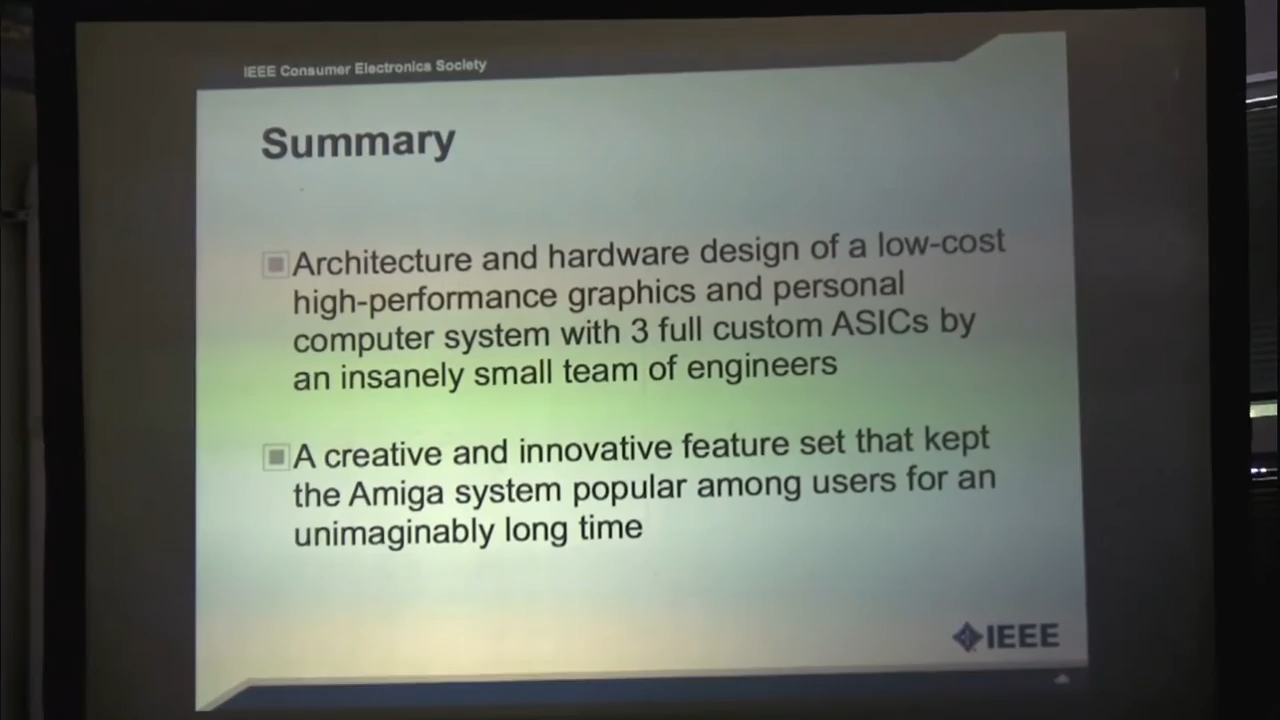 IEEE Consumer Electronics Society
Summary
Architecture and hardware design of a low-cost
high-performance graphics and personal
computer system with 3 full custom ASICs by
an insanely small team of engineers
A creative and innovative feature set that kept
the Amiga system popular among users for an
unimaginably long time
IEEE